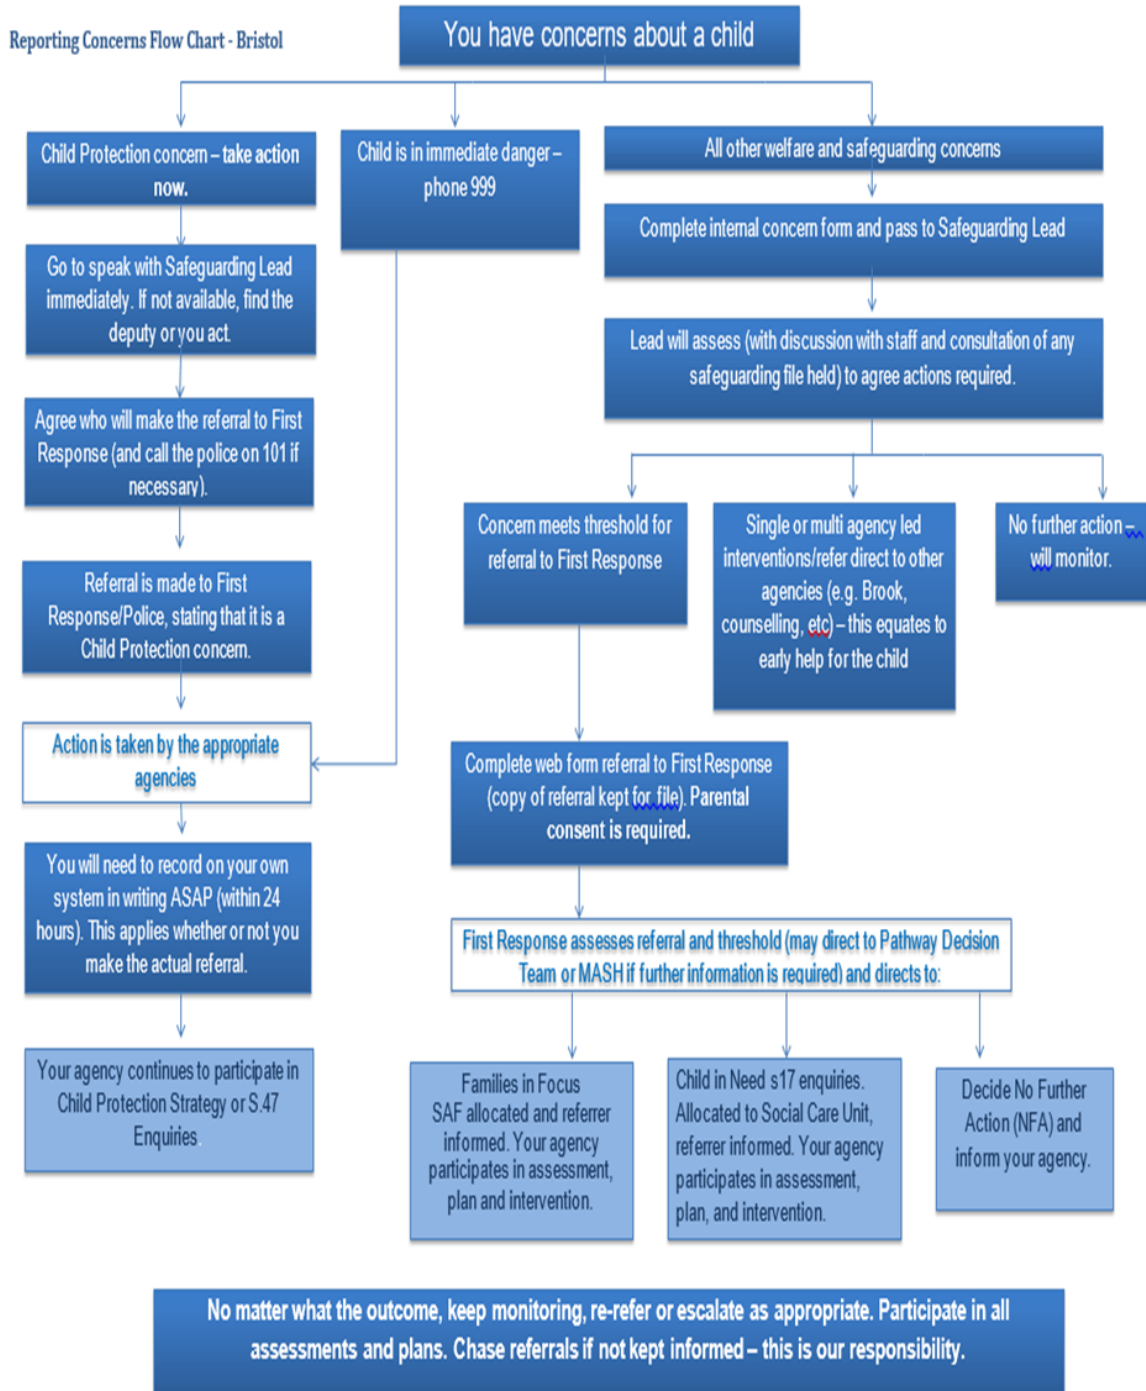 Reporting Concerns Flow Chart - Bristol
You have concerns about a child
Child Protection concern – take action
now.
Child is in immediate danger –
phone 999
All other welfare and safeguarding concerns
Go to speak with Safeguarding Lead
immediately. If not available, find the
deputy or you act.
Complete internal concern form and pass to Safeguarding Lead
Lead will assess (with discussion with staff and consultation of any
safeguarding file held) to agree actions required.
Agree who will make the referral to First
Response (and call the police on 101 if
necessary).
Concern meets threshold for
referral to First Response
Single or multi agency led
interventions/refer direct to other
agencies (e.g. Brook,
counselling, etc) – this equates to
early help for the child
No further action –
will monitor.
Referral is made to First
Response/Police, stating that it is a
Child Protection concern.
Action is taken by the appropriate
agencies
Complete web form referral to First Response
(copy of referral kept for file). Parental
consent is required.
You will need to record on your own
system in writing ASAP (within 24
hours). This applies whether or not you
make the actual referral.
First Response assesses referral and threshold (may direct to Pathway Decision
Team or MASH if further information is required) and directs to:
Your agency continues to participate in
Child Protection Strategy or S.47
Enquiries.
Families in Focus
SAF allocated and referrer
informed. Your agency
participates in assessment,
plan and intervention.
Child in Need s17 enquiries.
Allocated to Social Care Unit,
referrer informed. Your agency
participates in assessment,
plan, and intervention.
Decide No Further
Action (NFA) and
inform your agency.
No matter what the outcome, keep monitoring, re-refer or escalate as appropriate. Participate in all
assessments and plans. Chase referrals if not kept informed – this is our responsibility.